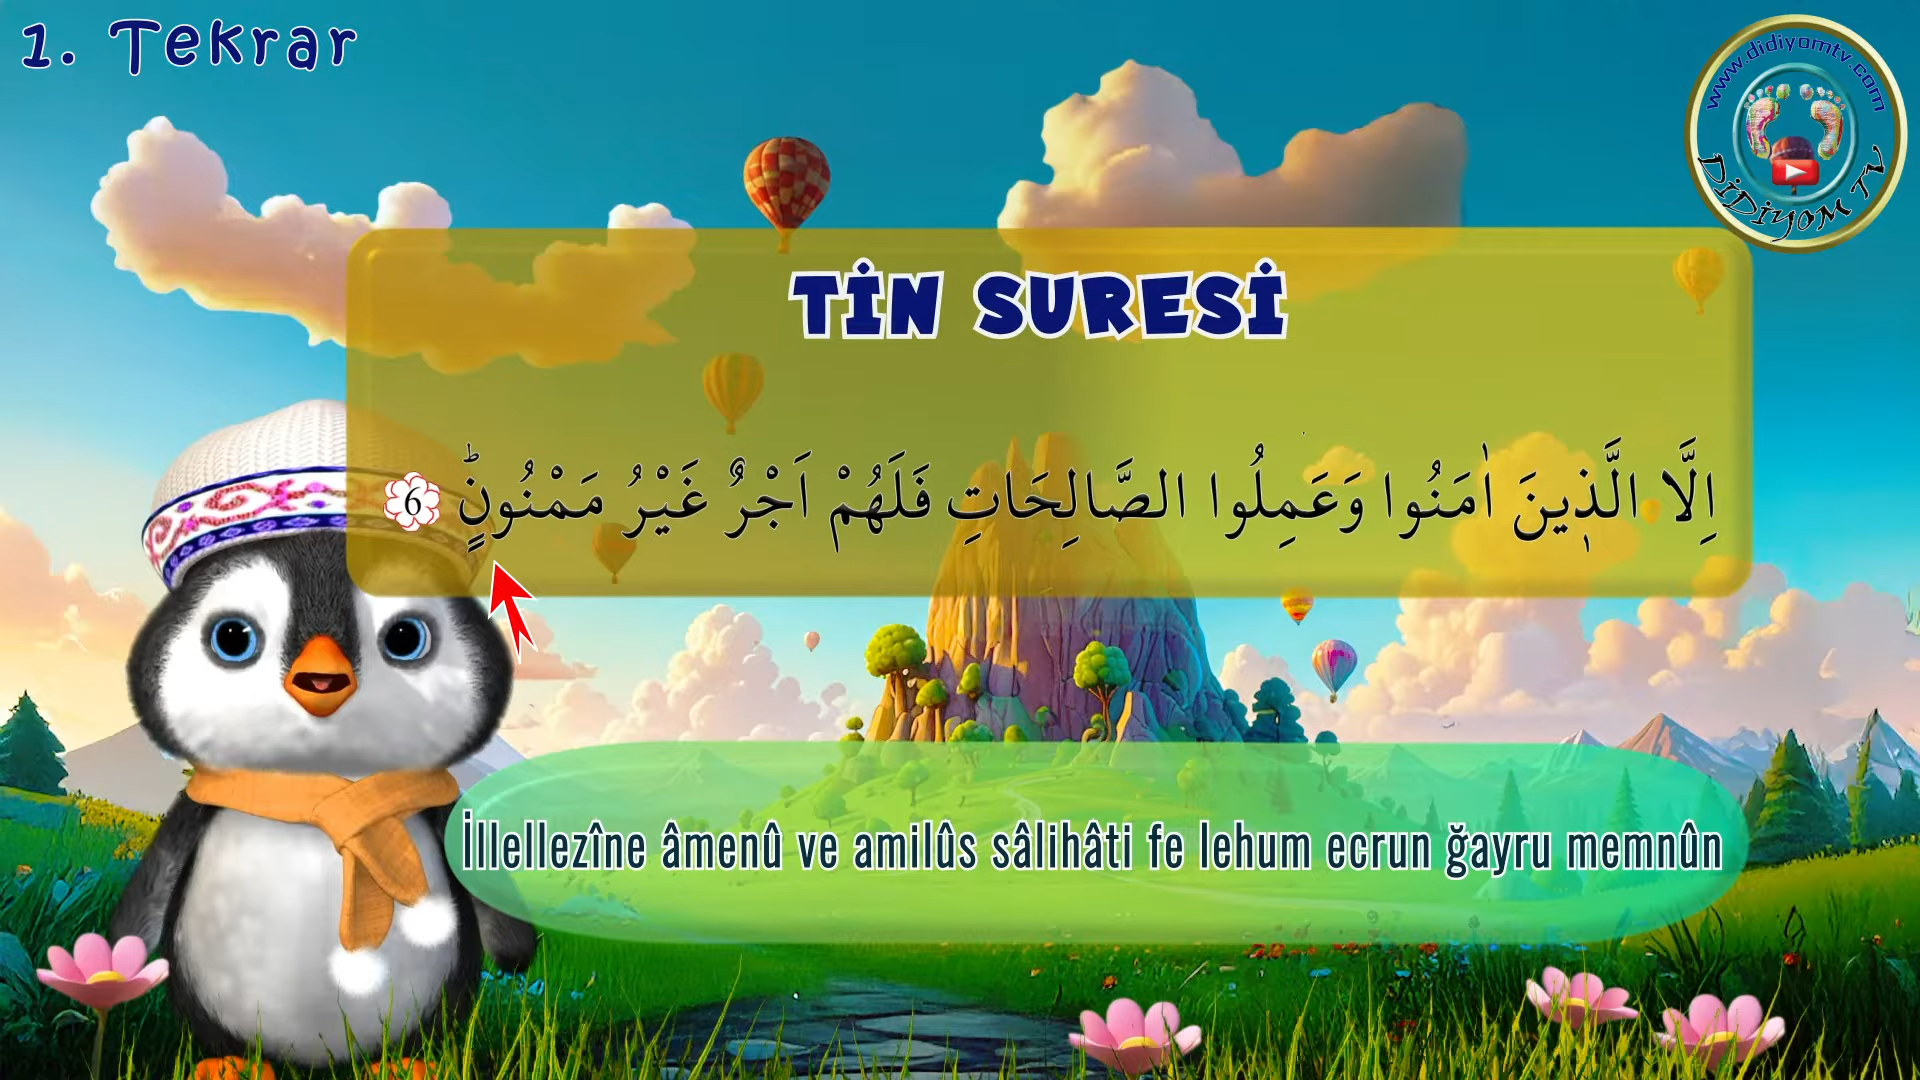 1. Tekrar
www.didiyomtv.com
DİDİYOM TV
TİN SURESİ
اِلَّا الَّذ۪ينَ اٰمَنُوا وَعَمِلُوا الصَّالِحَاتِ فَلَهُمْ اَجْرٌ غَيْرُ مَمْنُونٍۜ 6
İllellezîne âmenû ve amilûs sâlihâti fe lehum ecrun ğayru memnûn